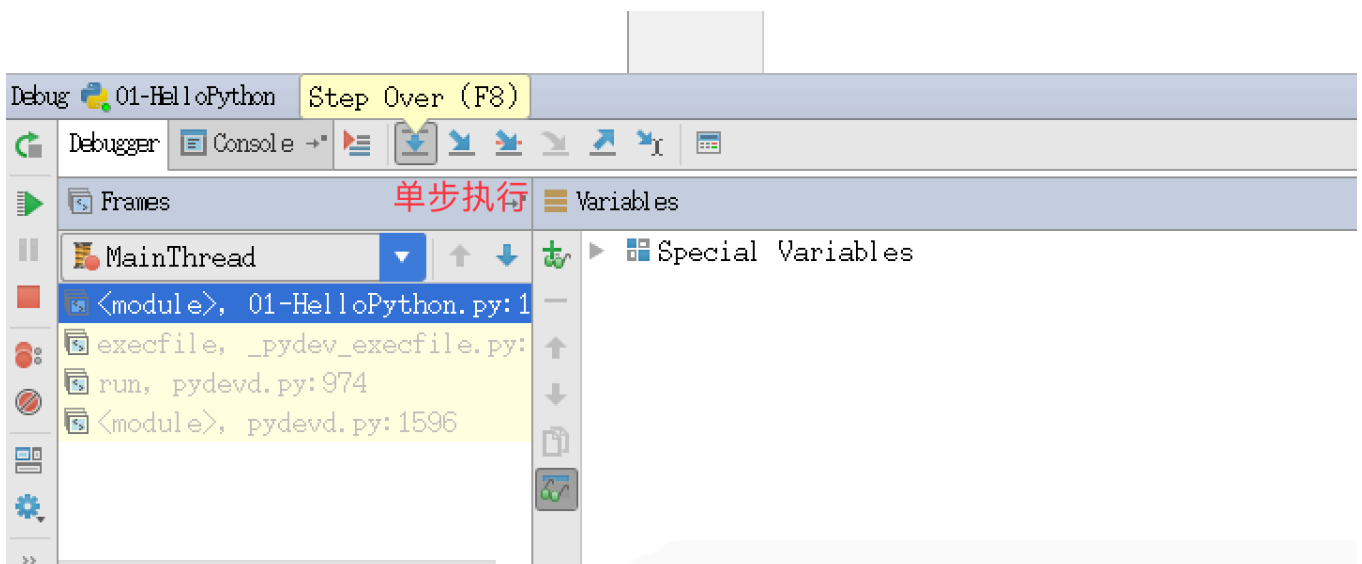 Debug 01-HelloPython
Step Over (F8)
Debugger Console
Frames 单步执行 Variables
MainThread Special Variables
<module>, 01-HelloPython.py:1
execfile, _pydev_execfile.py:
run, pydevd.py:974
<module>, pydevd.py:1596